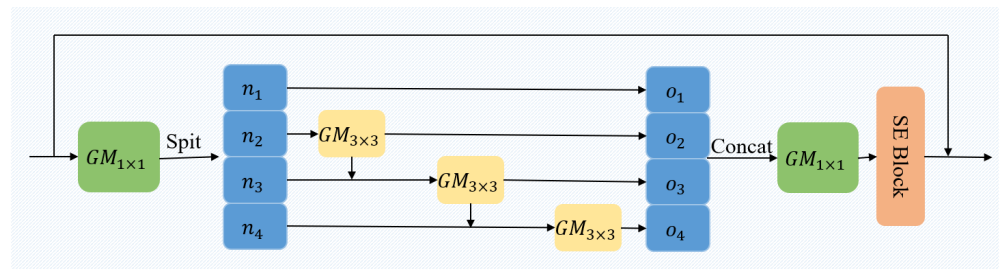 GM1×1
Spit
n1
n2
n3
n4
GM3×3
GM3×3
GM3×3
o1
o2
o3
o4
Concat
GM1×1
SE Block